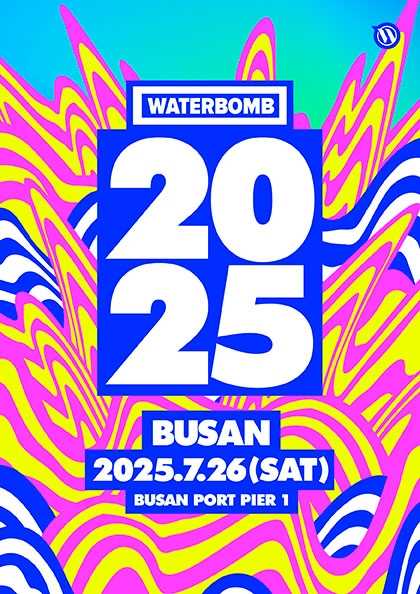 WATERBOMB
20
25
BUSAN
2025.7.26(SAT)
BUSAN PORT PIER 1